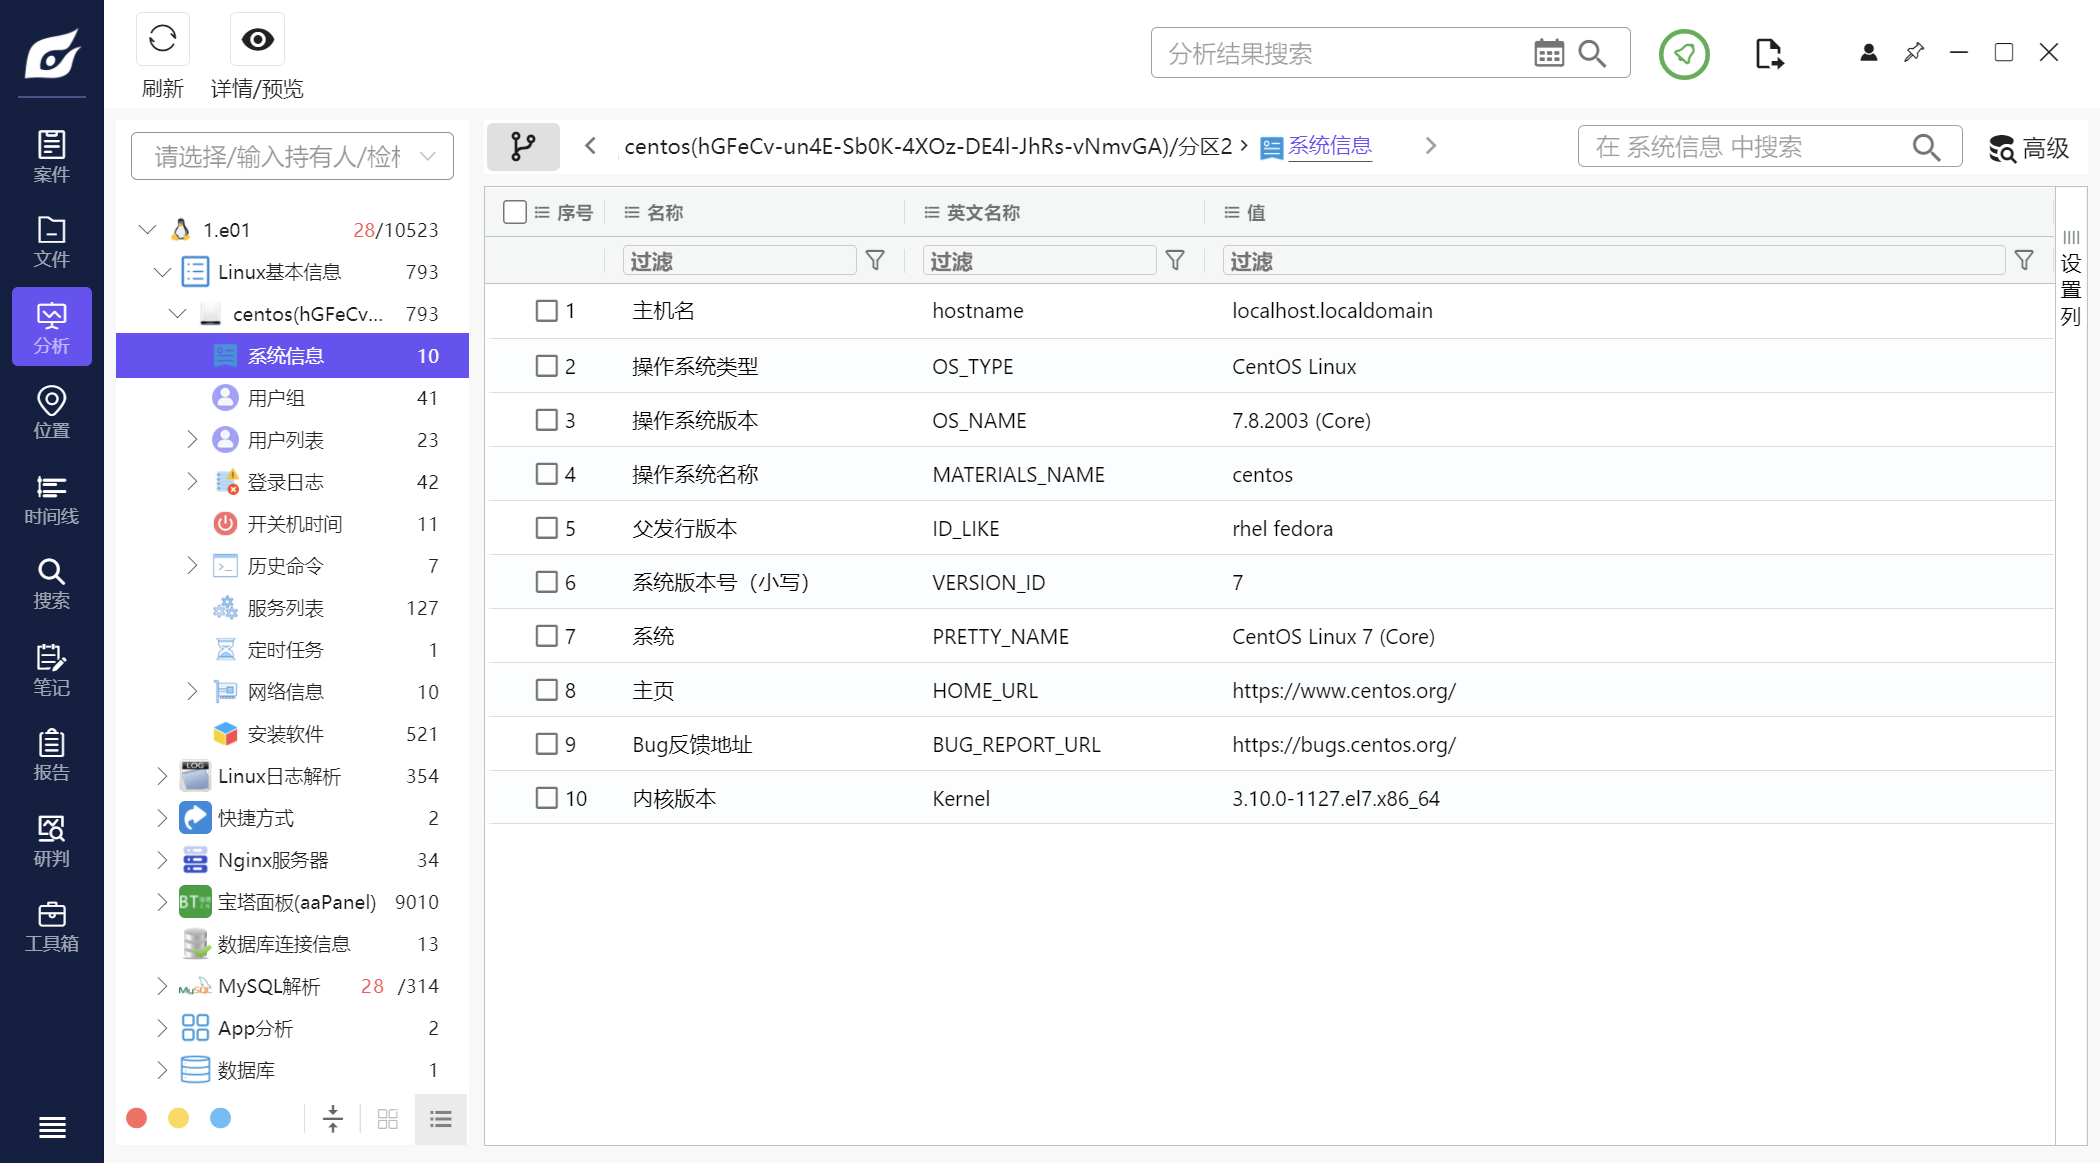 刷新
详情/预览
分析结果搜索
案件
文件
分析
位置
时间线
搜索
笔记
报告
研判
工具箱
请选择/输入持有人/检
1.e01 28/10523
Linux基本信息 793
centos(hGFeCv... 793
系统信息 10
用户组 41
用户列表 23
登录日志 42
开关机时间 11
历史命令 7
服务列表 127
定时任务 1
网络信息 10
安装软件 521
LOG Linux日志解析 354
快捷方式 2
Nginx服务器 34
BT 宝塔面板(aaPanel) 9010
数据库连接信息 13
MySQL MySQL解析 28 /314
App分析 2
数据库 1
centos(hGFeCv-un4E-Sb0K-4XOz-DE4l-JhRs-vNmvGA)/分区2 系统信息
在 系统信息 中搜索
高级
序号 名称 英文名称 值
过滤 过滤 过滤
1 主机名 hostname localhost.localdomain
2 操作系统类型 OS_TYPE CentOS Linux
3 操作系统版本 OS_NAME 7.8.2003 (Core)
4 操作系统名称 MATERIALS_NAME centos
5 父发行版本 ID_LIKE rhel fedora
6 系统版本号（小写） VERSION_ID 7
7 系统 PRETTY_NAME CentOS Linux 7 (Core)
8 主页 HOME_URL https://www.centos.org/
9 Bug反馈地址 BUG_REPORT_URL https://bugs.centos.org/
10 内核版本 Kernel 3.10.0-1127.el7.x86_64
设置列